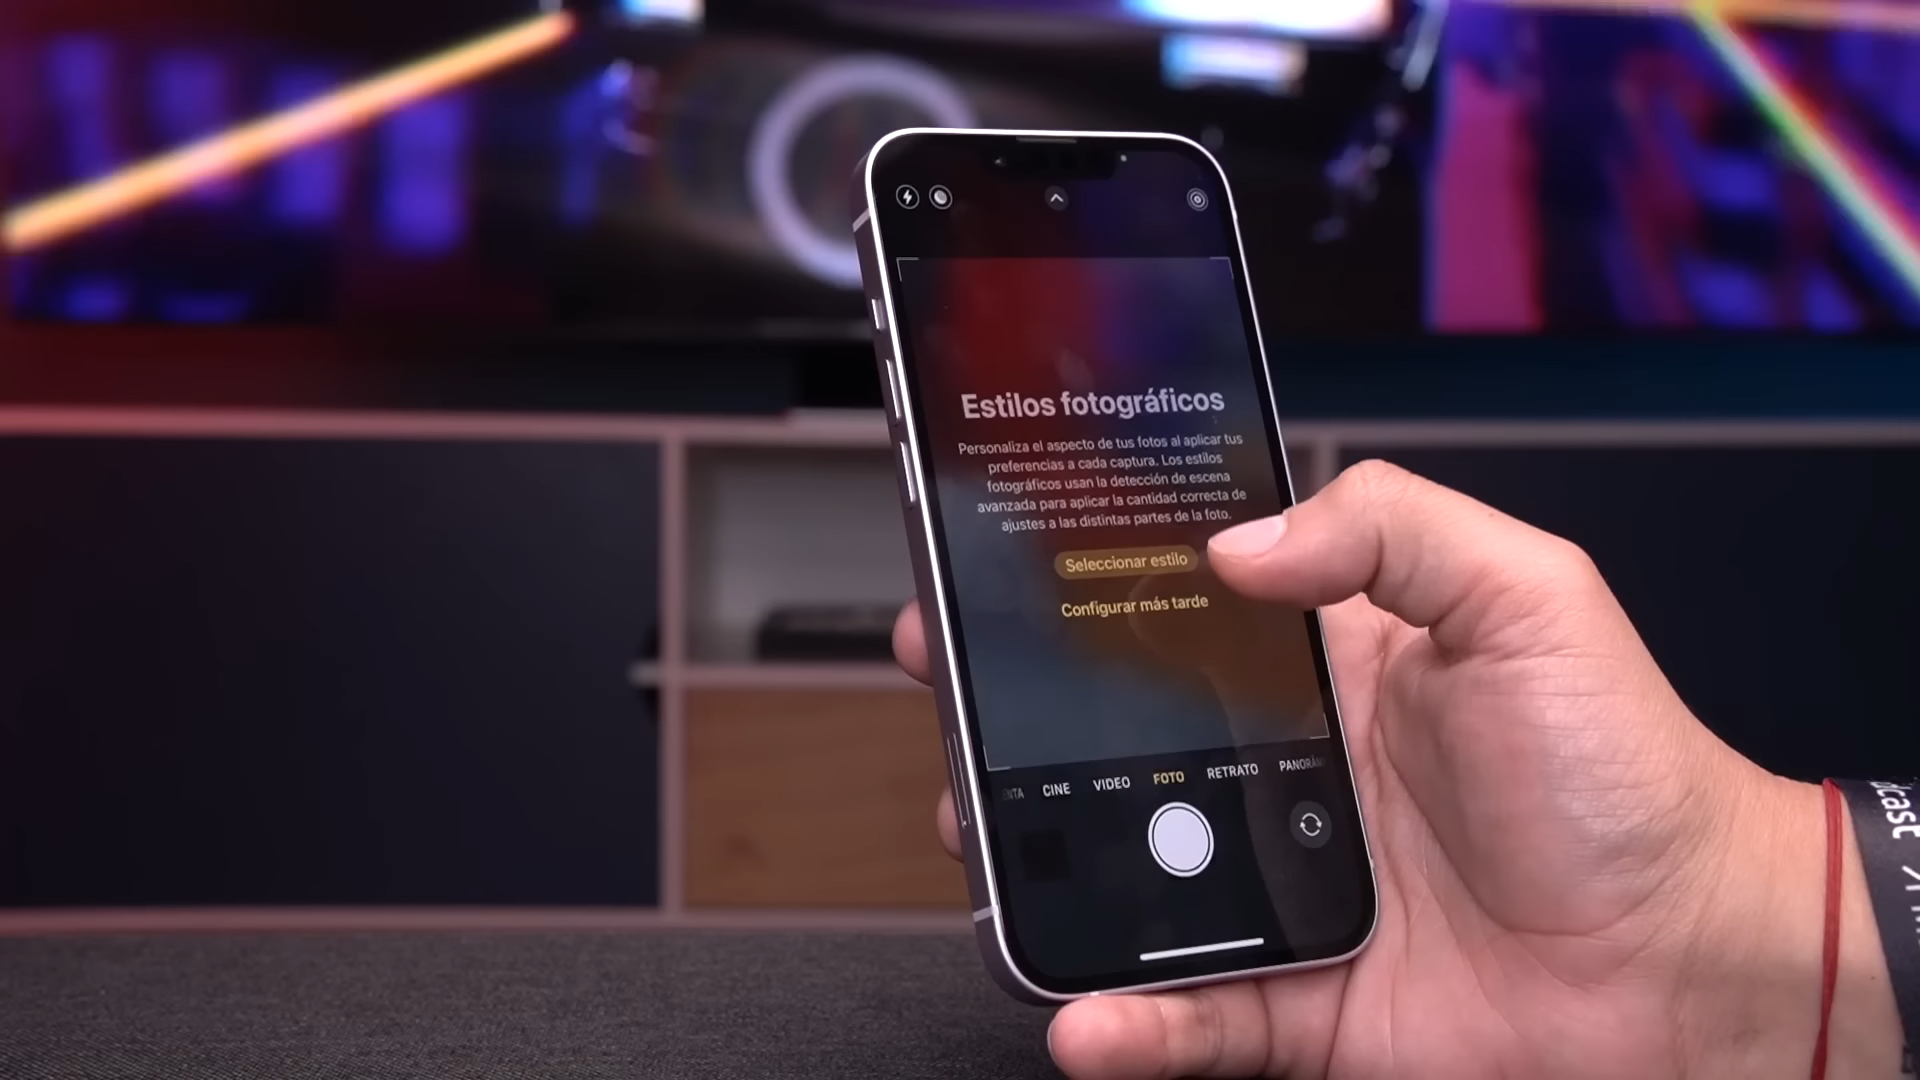 Estilos fotográficos
Personaliza el aspecto de tus fotos al aplicar tus
preferencias a cada captura. Los estilos
fotográficos usan la detección de escena
avanzada para aplicar la cantidad correcta de
ajustes a las distintas partes de la foto.
Seleccionar estilo
Configurar más tarde
CINE VIDEO FOTO RETRATO